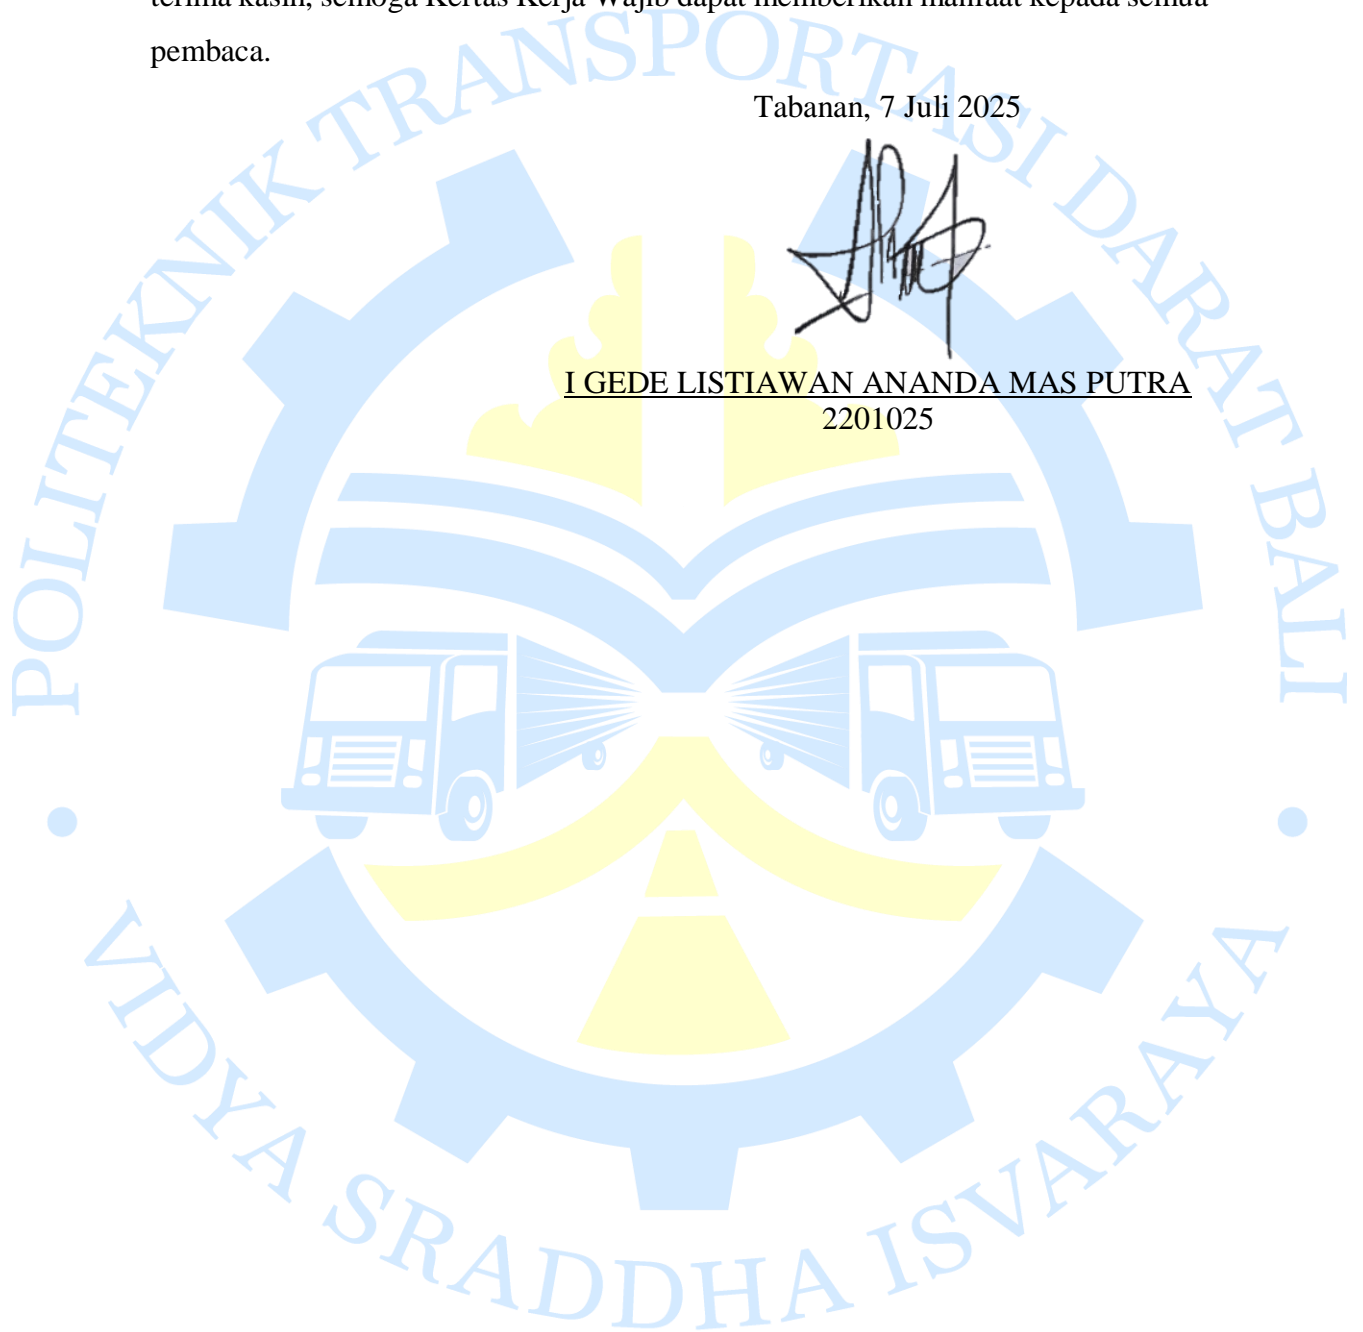 terima kasih, semoga Kertas Kerja Wajib dapat memberikan manfaat kepada semua
pembaca.
Tabanan, 7 Juli 2025
I GEDE LISTIAWAN ANANDA MAS PUTRA
2201025
POLITEKNIK TRANSPORTASI DARAT BALI
VIDYA SRADDHA ISVARAYA